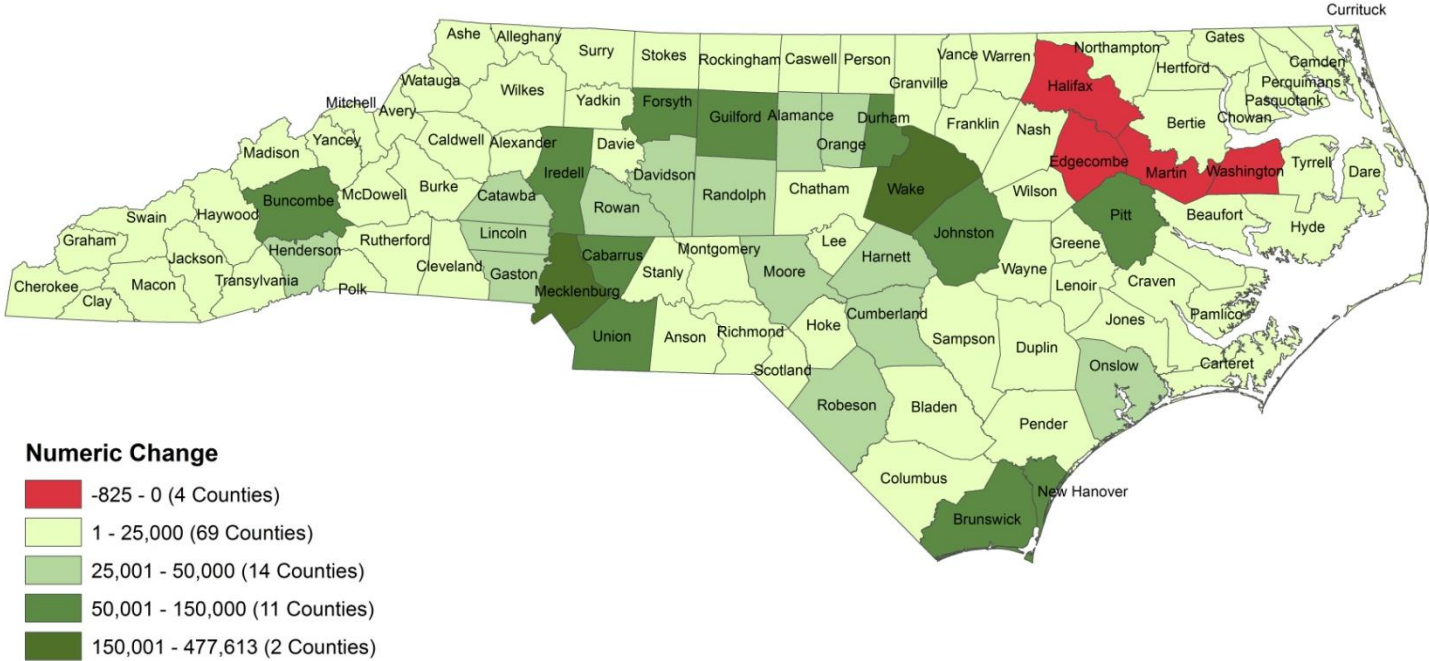 Currituck
Ashe
Alleghany
Surry
Stokes
Rockingham
Caswell
Person
Granville
Vance
Warren
Northampton
Gates
Hertford
Camden
Perquimans
Pasquotank
Chowan
Watauga
Wilkes
Yadkin
Forsyth
Guilford
Alamance
Orange
Durham
Franklin
Nash
Halifax
Bertie
Mitchell
Avery
Yancey
Caldwell
Alexander
Davie
Iredell
Madison
Davidson
Randolph
Chatham
Wake
Wilson
Edgecombe
Martin
Washington
Tyrrell
Dare
Buncombe
McDowell
Burke
Catawba
Rowan
Swain
Haywood
Johnston
Pitt
Beaufort
Hyde
Graham
Jackson
Henderson
Rutherford
Lincoln
Cleveland
Gaston
Cabarrus
Stanly
Montgomery
Moore
Lee
Harnett
Wayne
Greene
Lenoir
Craven
Cherokee
Clay
Macon
Transylvania
Polk
Mecklenburg
Union
Anson
Richmond
Hoke
Cumberland
Sampson
Duplin
Jones
Pamlico
Scotland
Onslow
Carteret
Robeson
Bladen
Pender
Columbus
New Hanover
Brunswick
Numeric Change
-825 - 0 (4 Counties)
1 - 25,000 (69 Counties)
25,001 - 50,000 (14 Counties)
50,001 - 150,000 (11 Counties)
150,001 - 477,613 (2 Counties)